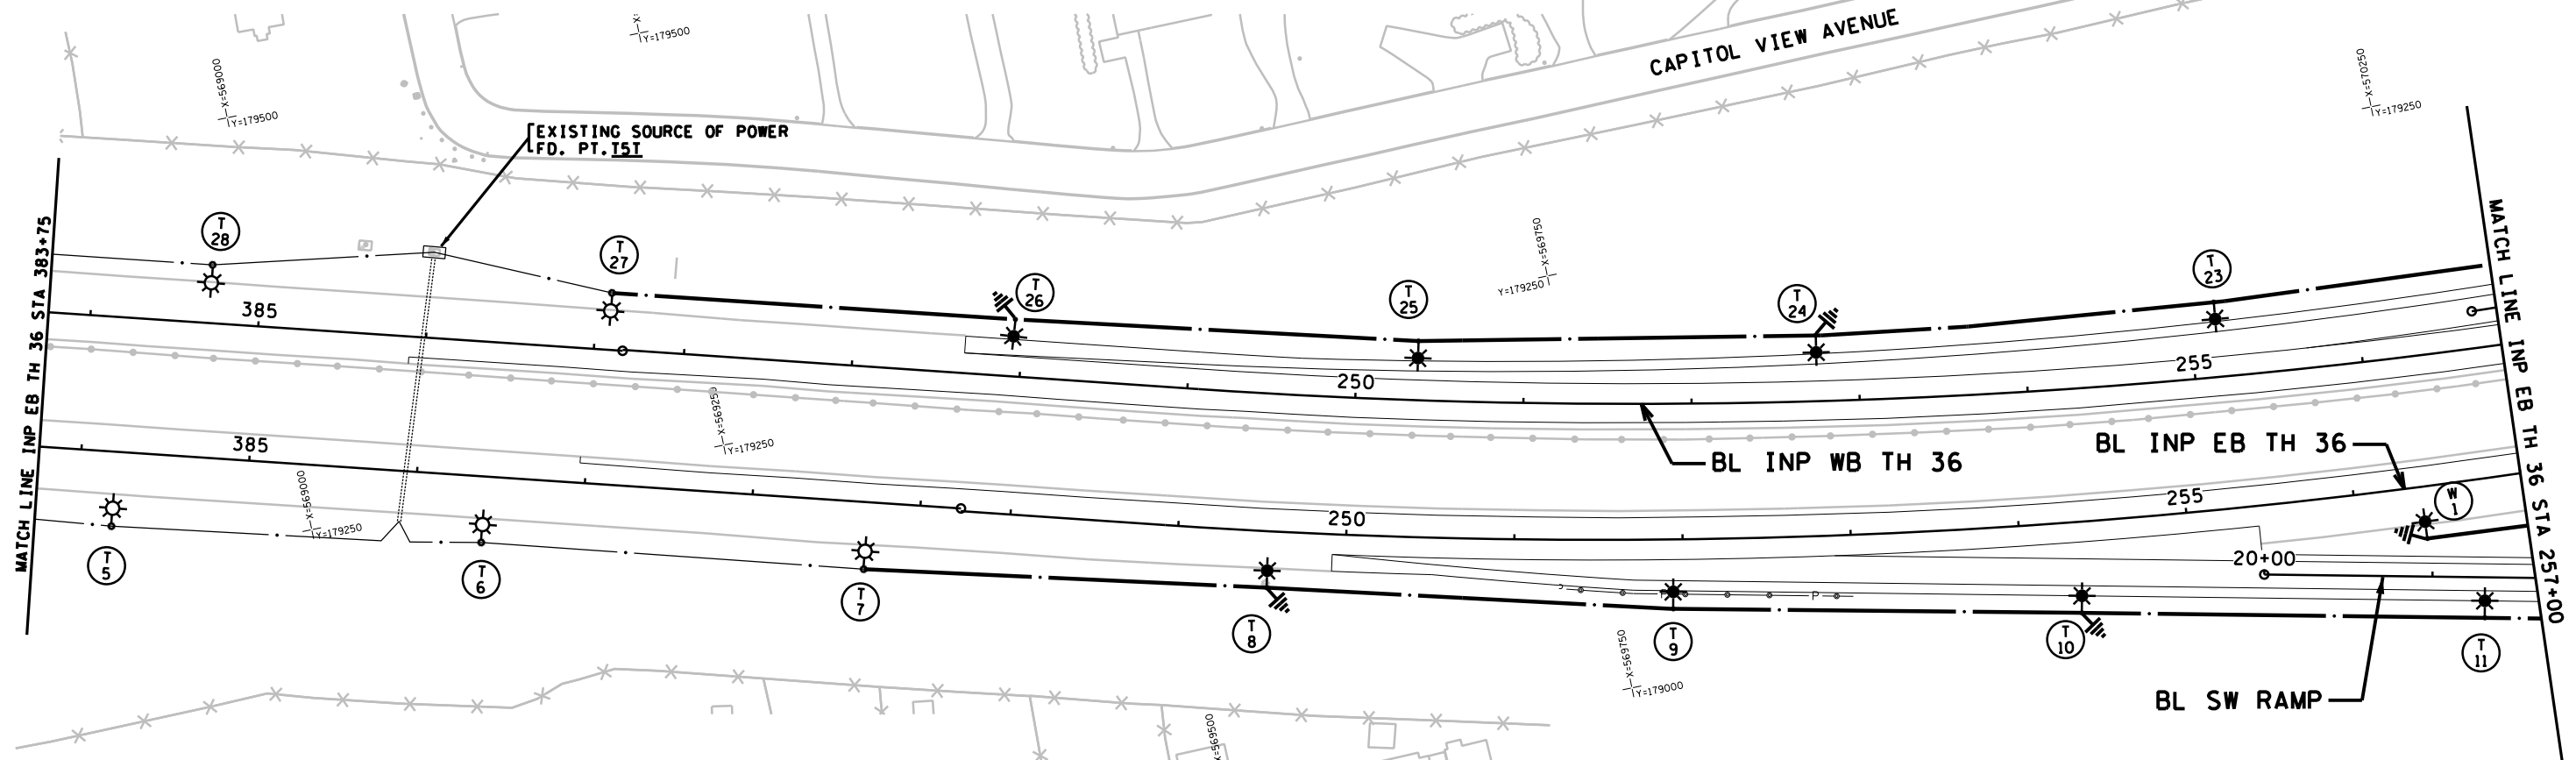 Y=179500
X=569000
Y=179500
CAPITOL VIEW AVENUE
X=570250
Y=179250
EXISTING SOURCE OF POWER
FD. PT. T5T
MATCH LINE INP EB TH 36 STA 383+75
T
28
T
27
T
26
T
25
T
24
T
23
X=569750
Y=179250
MATCH LINE INP EB TH 36 STA 257+00
385
250
255
X=569250
Y=179250
BL INP WB TH 36
BL INP EB TH 36
385
250
255
W
1
X=569000
Y=179250
20+00
P
T
5
T
6
T
7
T
8
T
9
T
10
T
11
X=569750
Y=179000
BL SW RAMP
X=569500